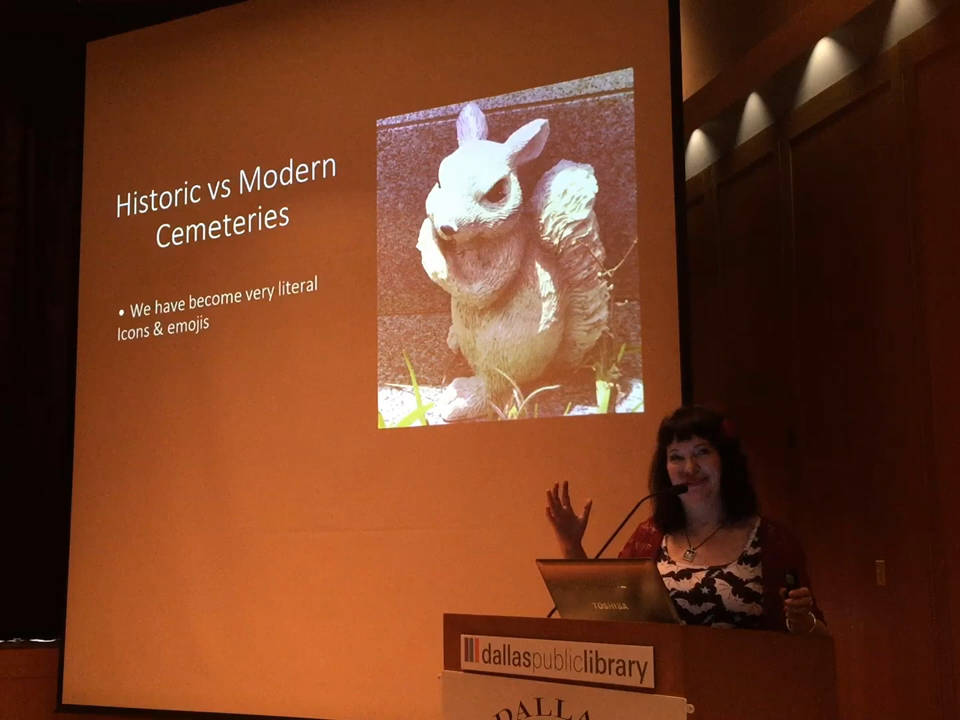 Historic vs Modern
Cemeteries
• We have become very literal
Icons & emojis
TOSHIBA
dallaspubliclibrary